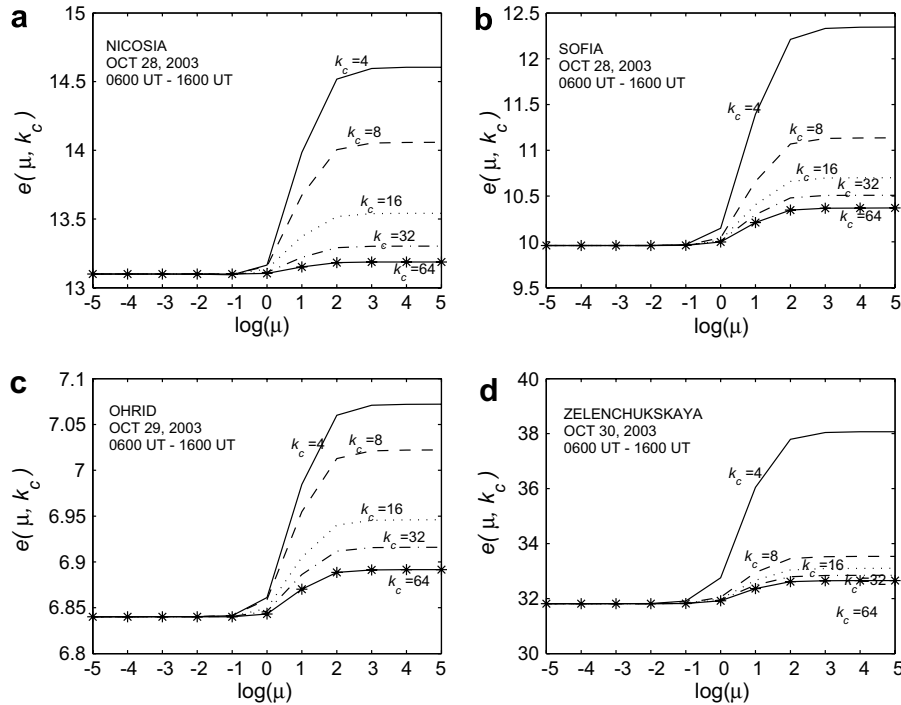 a
NICOSIA
OCT 28, 2003
0600 UT - 1600 UT
k_c =4
k_c =8
k_c =16
k_c =32
k_c =64
15
14.5
14
13.5
13
e( μ, k_c )
-5 -4 -3 -2 -1 0 1 2 3 4 5
log(μ)
b
SOFIA
OCT 28, 2003
0600 UT - 1600 UT
k_c =4
k_c =8
k_c =16
k_c =32
k_c =64
12.5
12
11.5
11
10.5
10
9.5
e( μ, k_c )
-5 -4 -3 -2 -1 0 1 2 3 4 5
log(μ)
c
OHRID
OCT 29, 2003
0600 UT - 1600 UT
k_c =4
k_c =8
k_c =16
k_c =32
k_c =64
7.1
7.05
7
6.95
6.9
6.85
6.8
e( μ, k_c )
-5 -4 -3 -2 -1 0 1 2 3 4 5
log(μ)
d
ZELENCHUKSKAYA
OCT 30, 2003
0600 UT - 1600 UT
k_c =4
k_c =8
k_c =16
k_c =32
k_c =64
40
38
36
34
32
30
e( μ, k_c )
-5 -4 -3 -2 -1 0 1 2 3 4 5
log(μ)